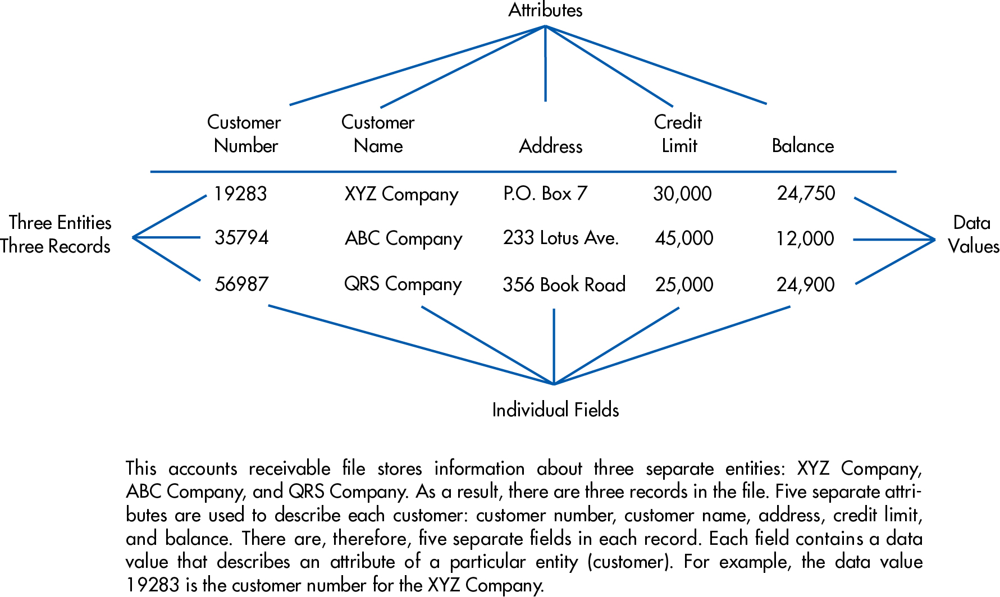 Attributes
Customer Number Customer Name Address Credit Limit Balance
19283 XYZ Company P.O. Box 7 30,000 24,750
Three Entities
Three Records
35794 ABC Company 233 Lotus Ave. 45,000 12,000
Data
Values
56987 QRS Company 356 Book Road 25,000 24,900
Individual Fields
This accounts receivable file stores information about three separate entities: XYZ Company,
ABC Company, and QRS Company. As a result, there are three records in the file. Five separate attri-
butes are used to describe each customer: customer number, customer name, address, credit limit,
and balance. There are, therefore, five separate fields in each record. Each field contains a data
value that describes an attribute of a particular entity (customer). For example, the data value
19283 is the customer number for the XYZ Company.